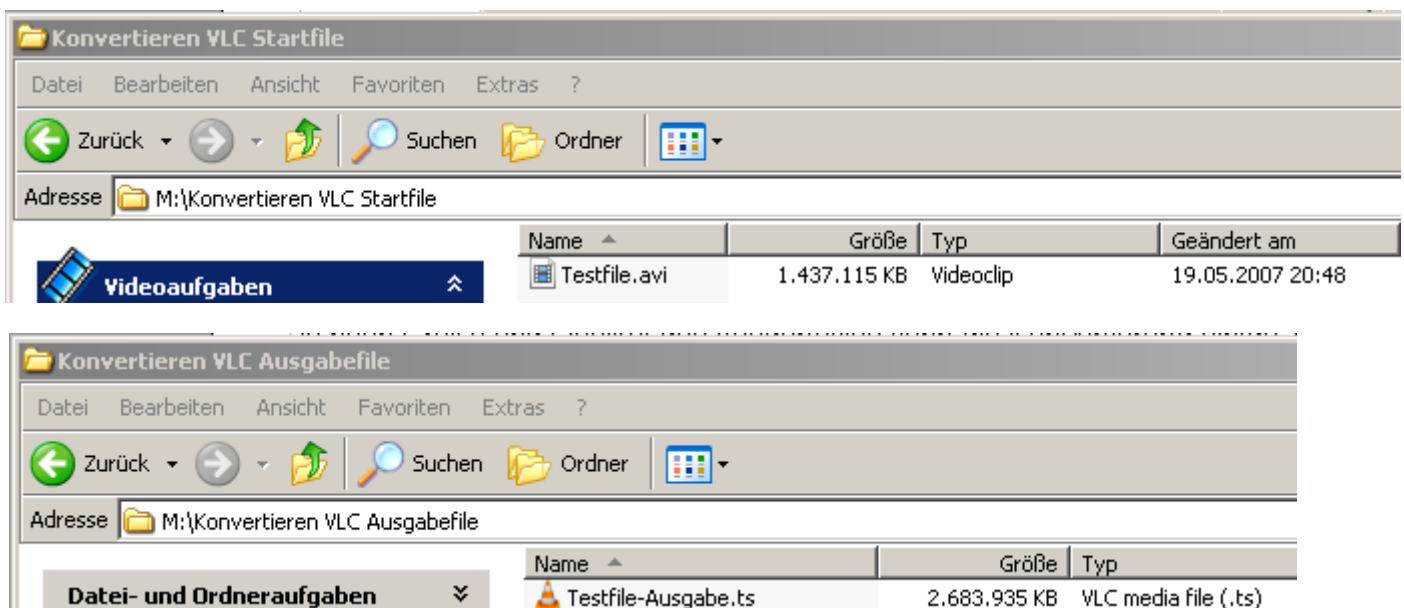 Konvertieren VLC Startfile
Datei Bearbeiten Ansicht Favoriten Extras ?
Zurück Suchen Ordner
Adresse M:\Konvertieren VLC Startfile
Name Größe Typ Geändert am
Videoaufgaben Testfile.avi 1.437.115 KB Videoclip 19.05.2007 20:48
Konvertieren VLC Ausgabefile
Datei Bearbeiten Ansicht Favoriten Extras ?
Zurück Suchen Ordner
Adresse M:\Konvertieren VLC Ausgabefile
Name Größe Typ
Datei- und Ordneraufgaben Testfile-Ausgabe.ts 2.683.935 KB VLC media file (.ts)